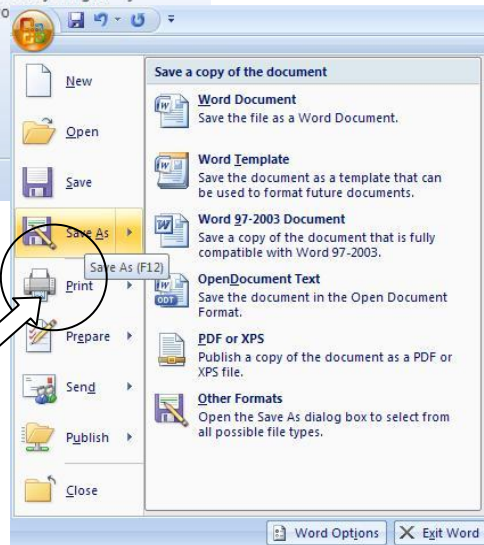 New
Open
Save
Save As
Save As (F12)
Print
Prepare
Send
Publish
Close
Save a copy of the document
Word Document
Save the file as a Word Document.
Word Template
Save the document as a template that can
be used to format future documents.
Word 97-2003 Document
Save a copy of the document that is fully
compatible with Word 97-2003.
OpenDocument Text
Save the document in the Open Document
Format.
PDF or XPS
Publish a copy of the document as a PDF or
XPS file.
Other Formats
Open the Save As dialog box to select from
all possible file types.
Word Options
Exit Word